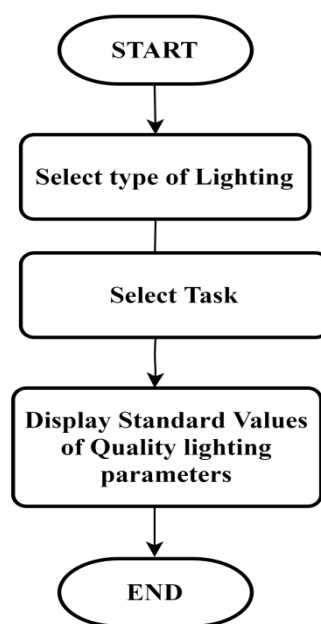 START
Select type of Lighting
Select Task
Display Standard Values
of Quality lighting
parameters
END